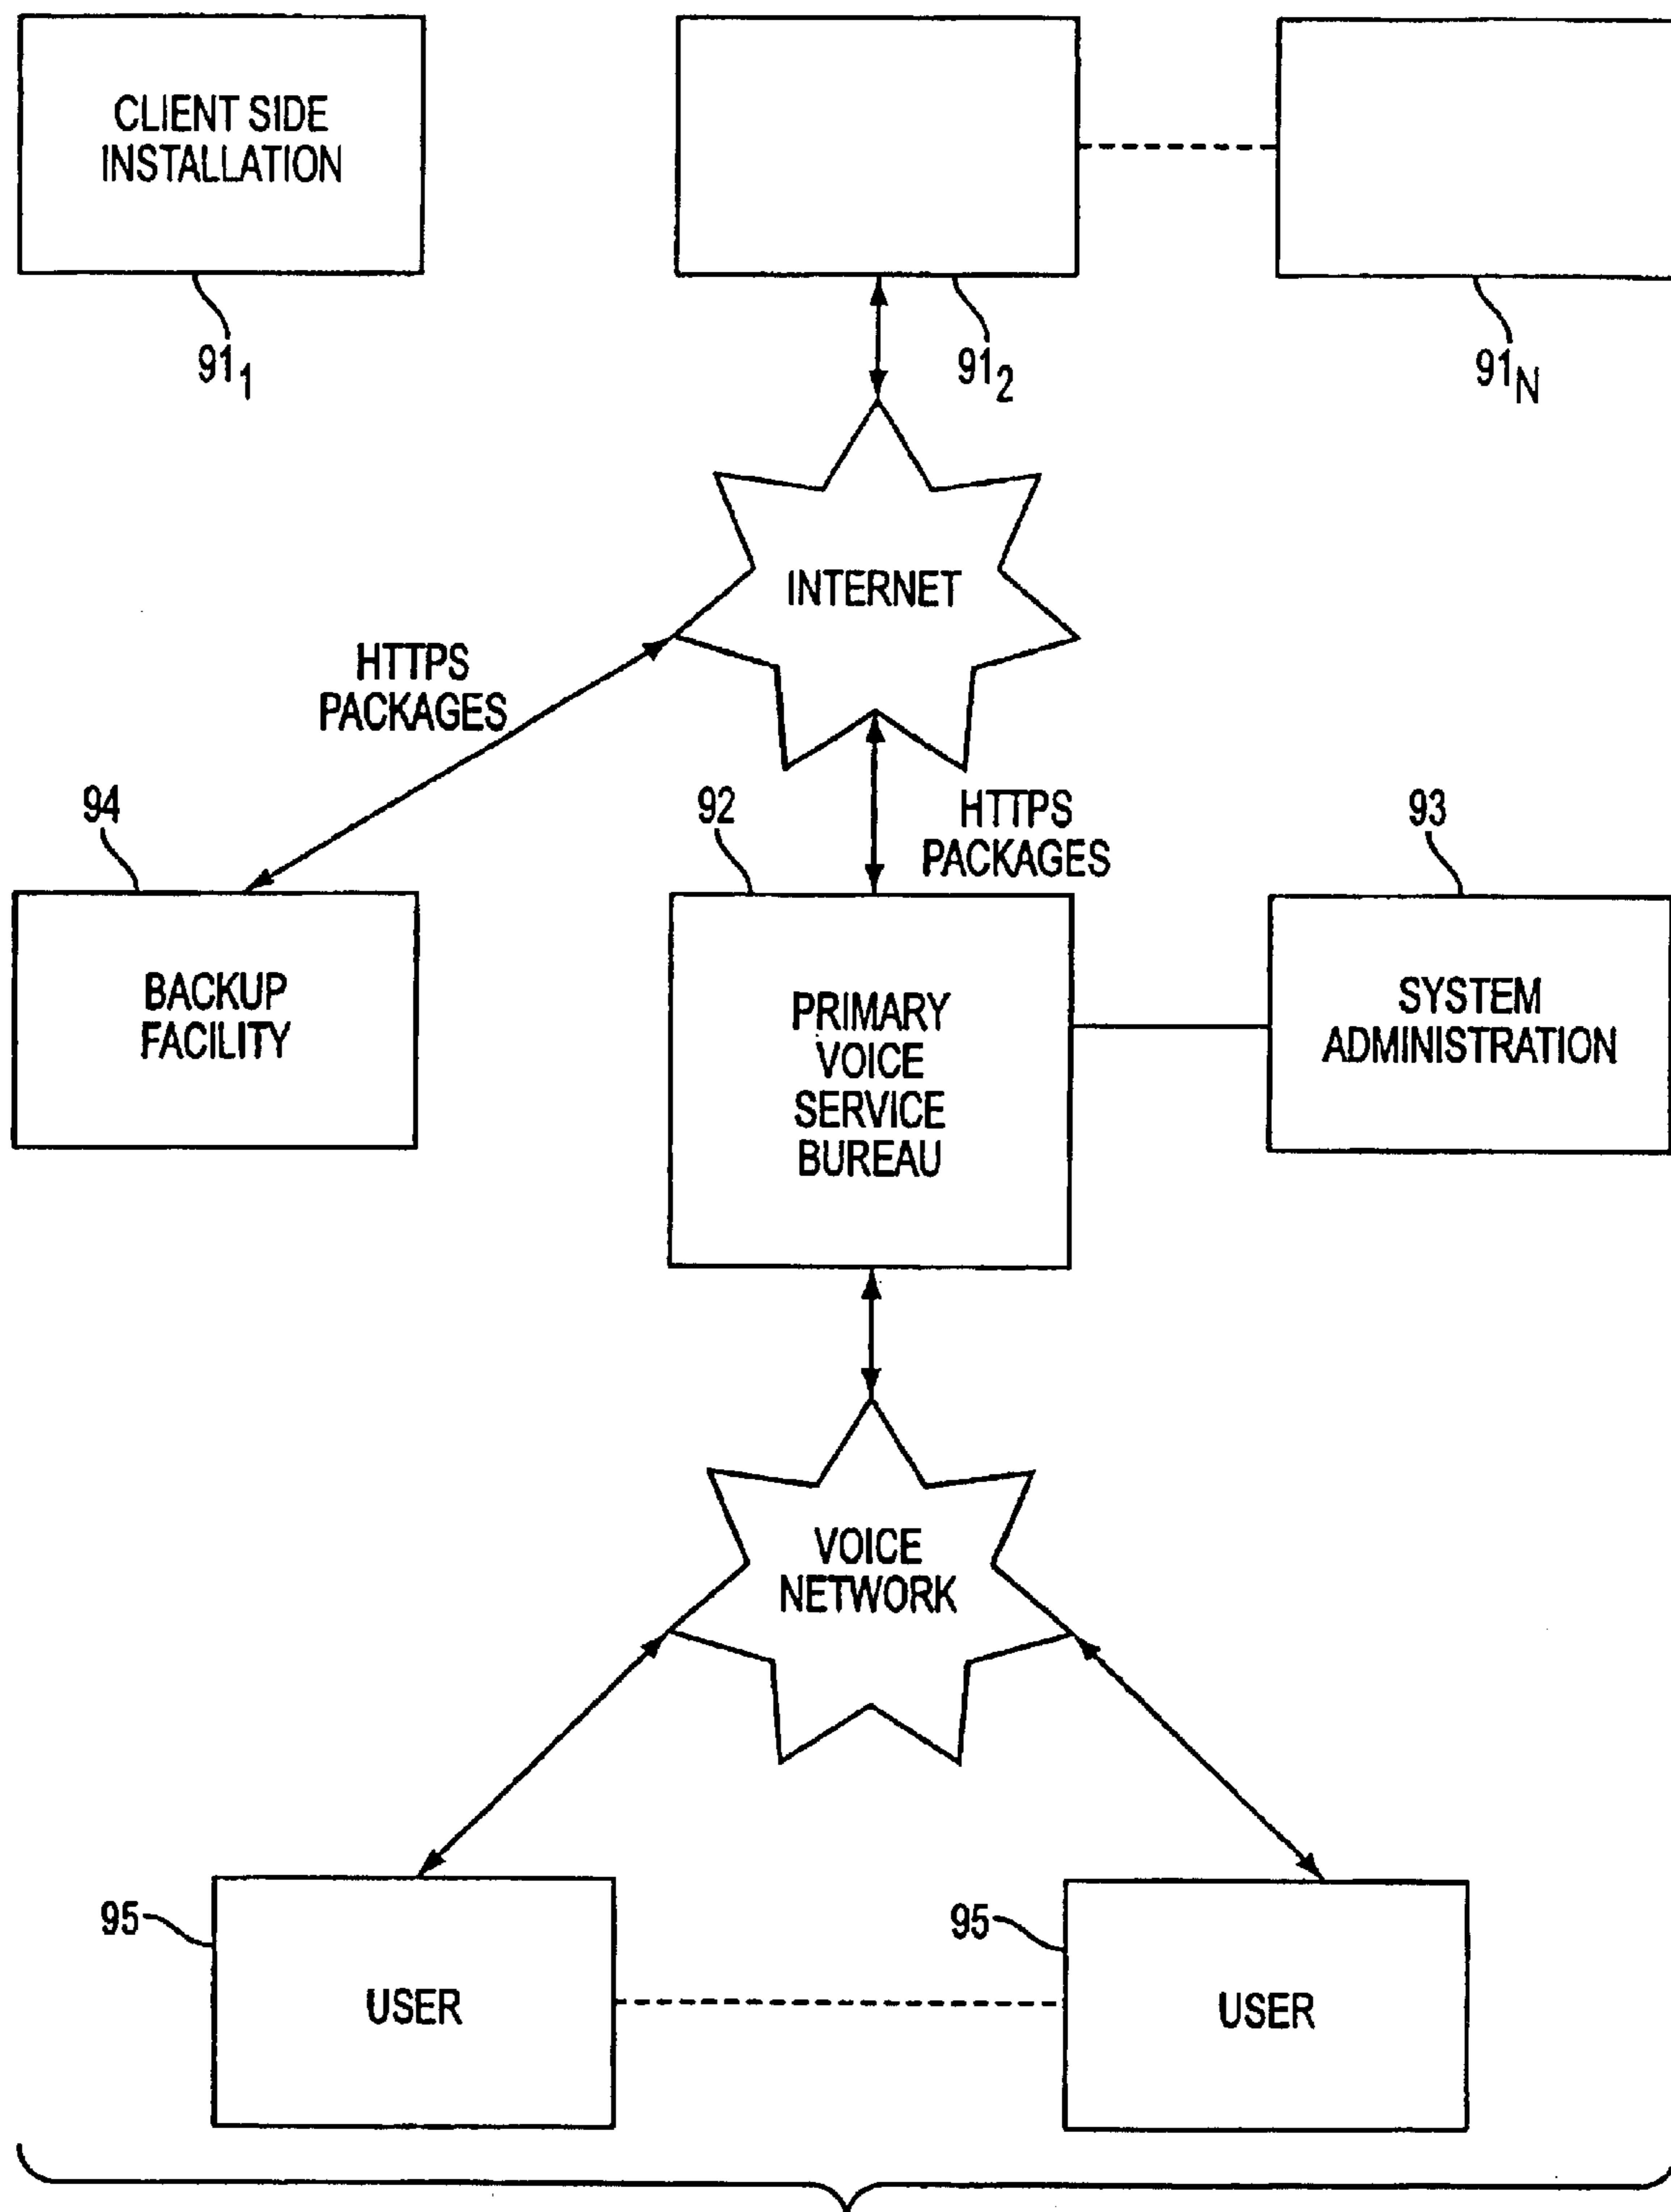 CLIENT SIDE
INSTALLATION
91₁
91₂
91N
INTERNET
HTTPS
PACKAGES
HTTPS
PACKAGES
94
92
93
BACKUP
FACILITY
PRIMARY
VOICE
SERVICE
BUREAU
SYSTEM
ADMINISTRATION
VOICE
NETWORK
95
95
USER
USER